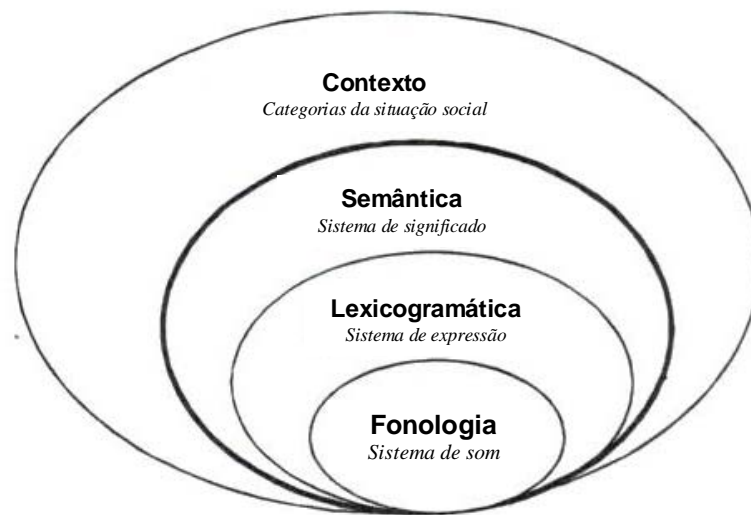 Contexto
Categorias da situação social
Semântica
Sistema de significado
Lexicogramática
Sistema de expressão
Fonologia
Sistema de som